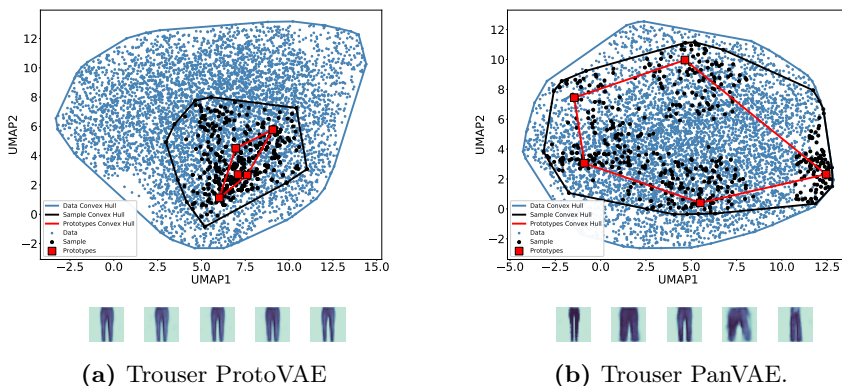 12
10
8
6
4
2
0
−2
UMAP2
Data Convex Hull
Sample Convex Hull
Prototypes Convex Hull
Data
Sample
Prototypes
−2.5 0.0 2.5 5.0 7.5 10.0 12.5 15.0
UMAP1
(a) Trouser ProtoVAE
12
10
8
6
4
2
0
−2
UMAP2
Data Convex Hull
Sample Convex Hull
Prototypes Convex Hull
Data
Sample
Prototypes
−5.0 −2.5 0.0 2.5 5.0 7.5 10.0 12.5
UMAP1
(b) Trouser PanVAE.